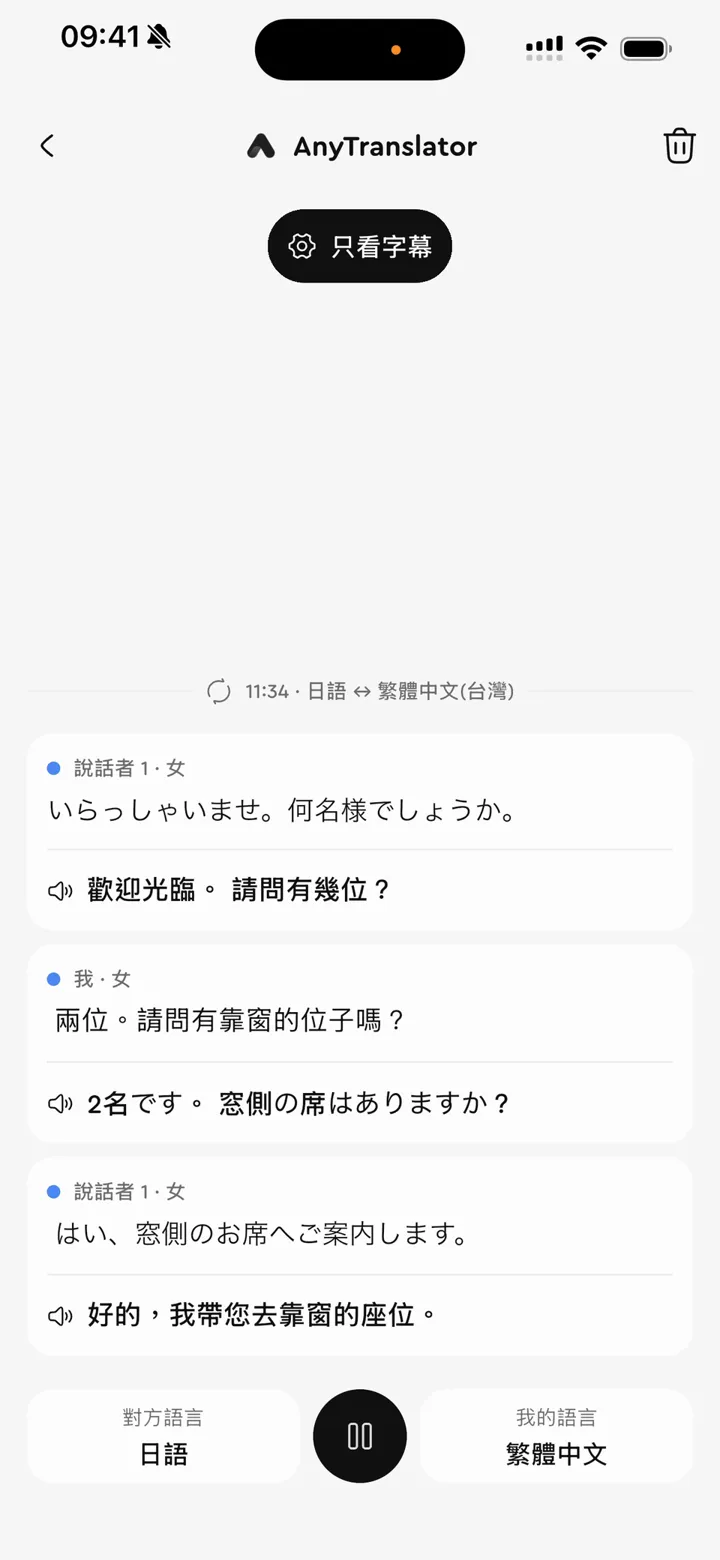 09:41
AnyTranslator
只看字幕
11:34 · 日語 ↔ 繁體中文(台灣)
說話者 1 · 女
いらっしゃいませ。何名様でしょうか。
歡迎光臨。 請問有幾位？
我 · 女
兩位。請問有靠窗的位子嗎？
2名です。 窓側の席はありますか？
說話者 1 · 女
はい、窓側のお席へご案内します。
好的，我帶您去靠窗的座位。
對方語言
日語
我的語言
繁體中文